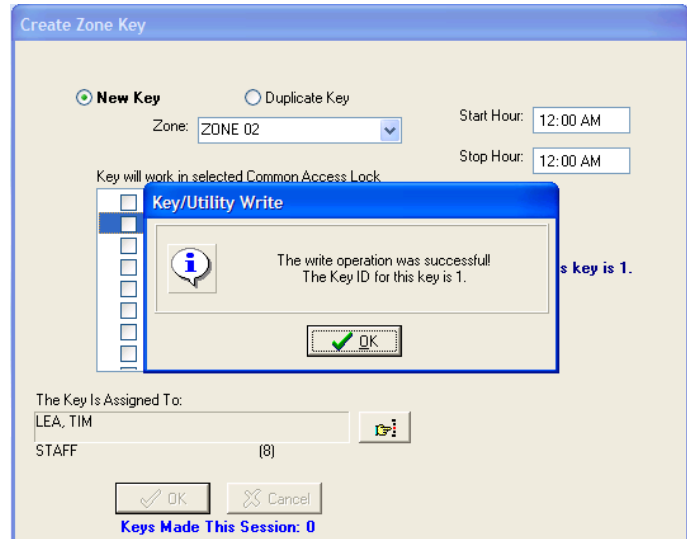 Create Zone Key
New Key
Duplicate Key
Zone: ZONE 02
Start Hour: 12:00 AM
Stop Hour: 12:00 AM
Key will work in selected Common Access Lock
Key/Utility Write
The write operation was successful!
The Key ID for this key is 1.
s key is 1.
OK
The Key Is Assigned To:
LEA, TIM
STAFF (8)
OK Cancel
Keys Made This Session: 0